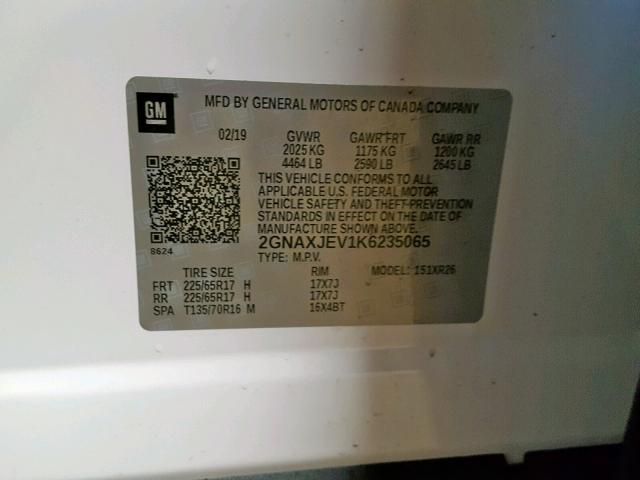 GM
MFD BY GENERAL MOTORS OF CANADA COMPANY
02/19 GVWR GAWR FRT GAWR RR
2025 KG 1175 KG 1200 KG
4464 LB 2590 LB 2645 LB
THIS VEHICLE CONFORMS TO ALL
APPLICABLE U.S. FEDERAL MOTOR
VEHICLE SAFETY AND THEFT-PREVENTION
STANDARDS IN EFFECT ON THE DATE OF
MANUFACTURE SHOWN ABOVE.
8624 2GNAXJEV1K6235065
TYPE: M.P.V.
TIRE SIZE RIM MODEL: 151XR26
FRT 225/65R17 H 17X7J
RR 225/65R17 H 17X7J
SPA T135/70R16 M 16X4BT